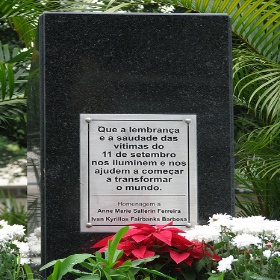 Que a lembrança
e a saudade das
vítimas do
11 de setembro
nos iluminem e nos
ajudem a começar
a transformar
o mundo.
Homenagem a
Anne Marie Sallerin Ferreira
Ivan Kyrillos Fairbanks Barbosa